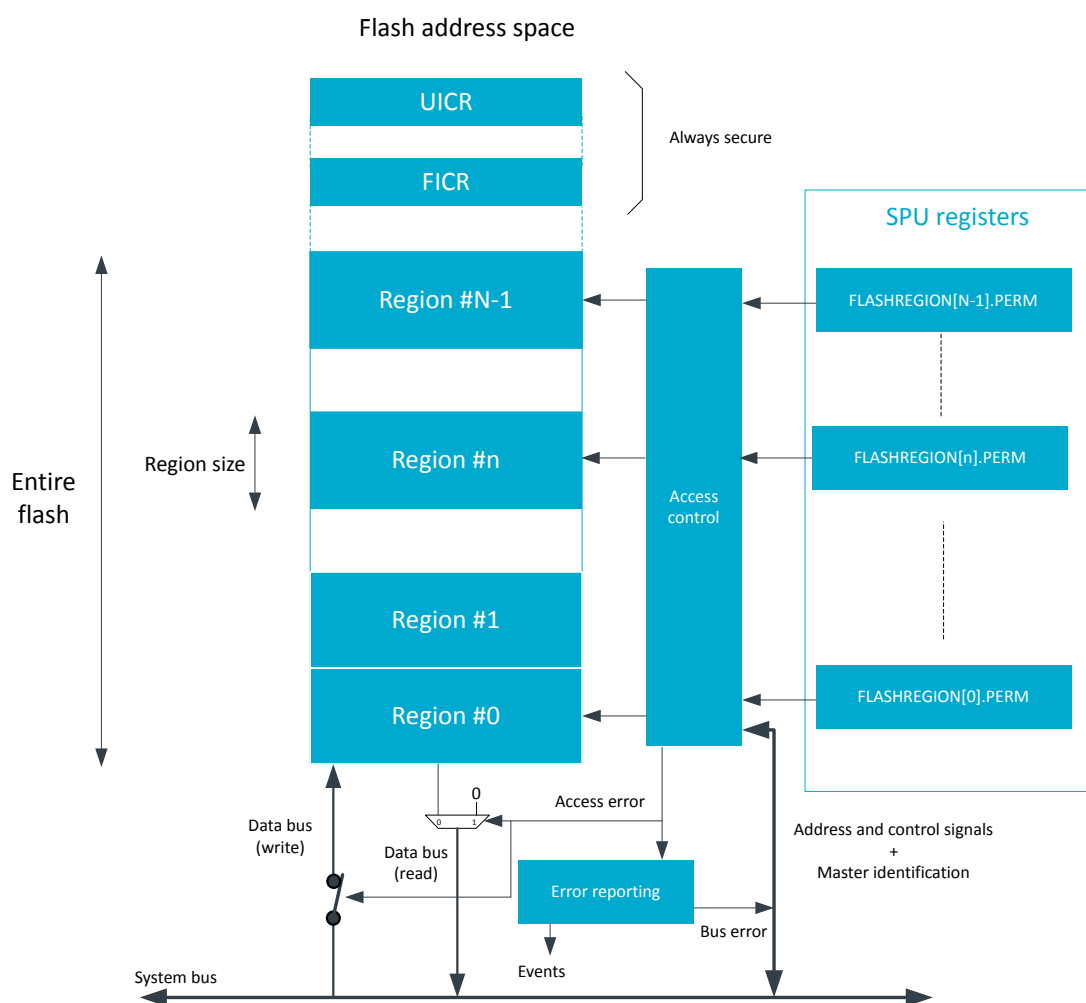 Flash address space
UICR
Always secure
FICR
SPU registers
Region #N-1
FLASHREGION[N-1].PERM
Region size
Region #n
FLASHREGION[n].PERM
Entire
flash
Access
control
Region #1
Region #0
FLASHREGION[0].PERM
0
Access error
0 1
Data bus
(write)
Data bus
(read)
Address and control signals
+
Master identification
Error reporting
Bus error
Events
System bus